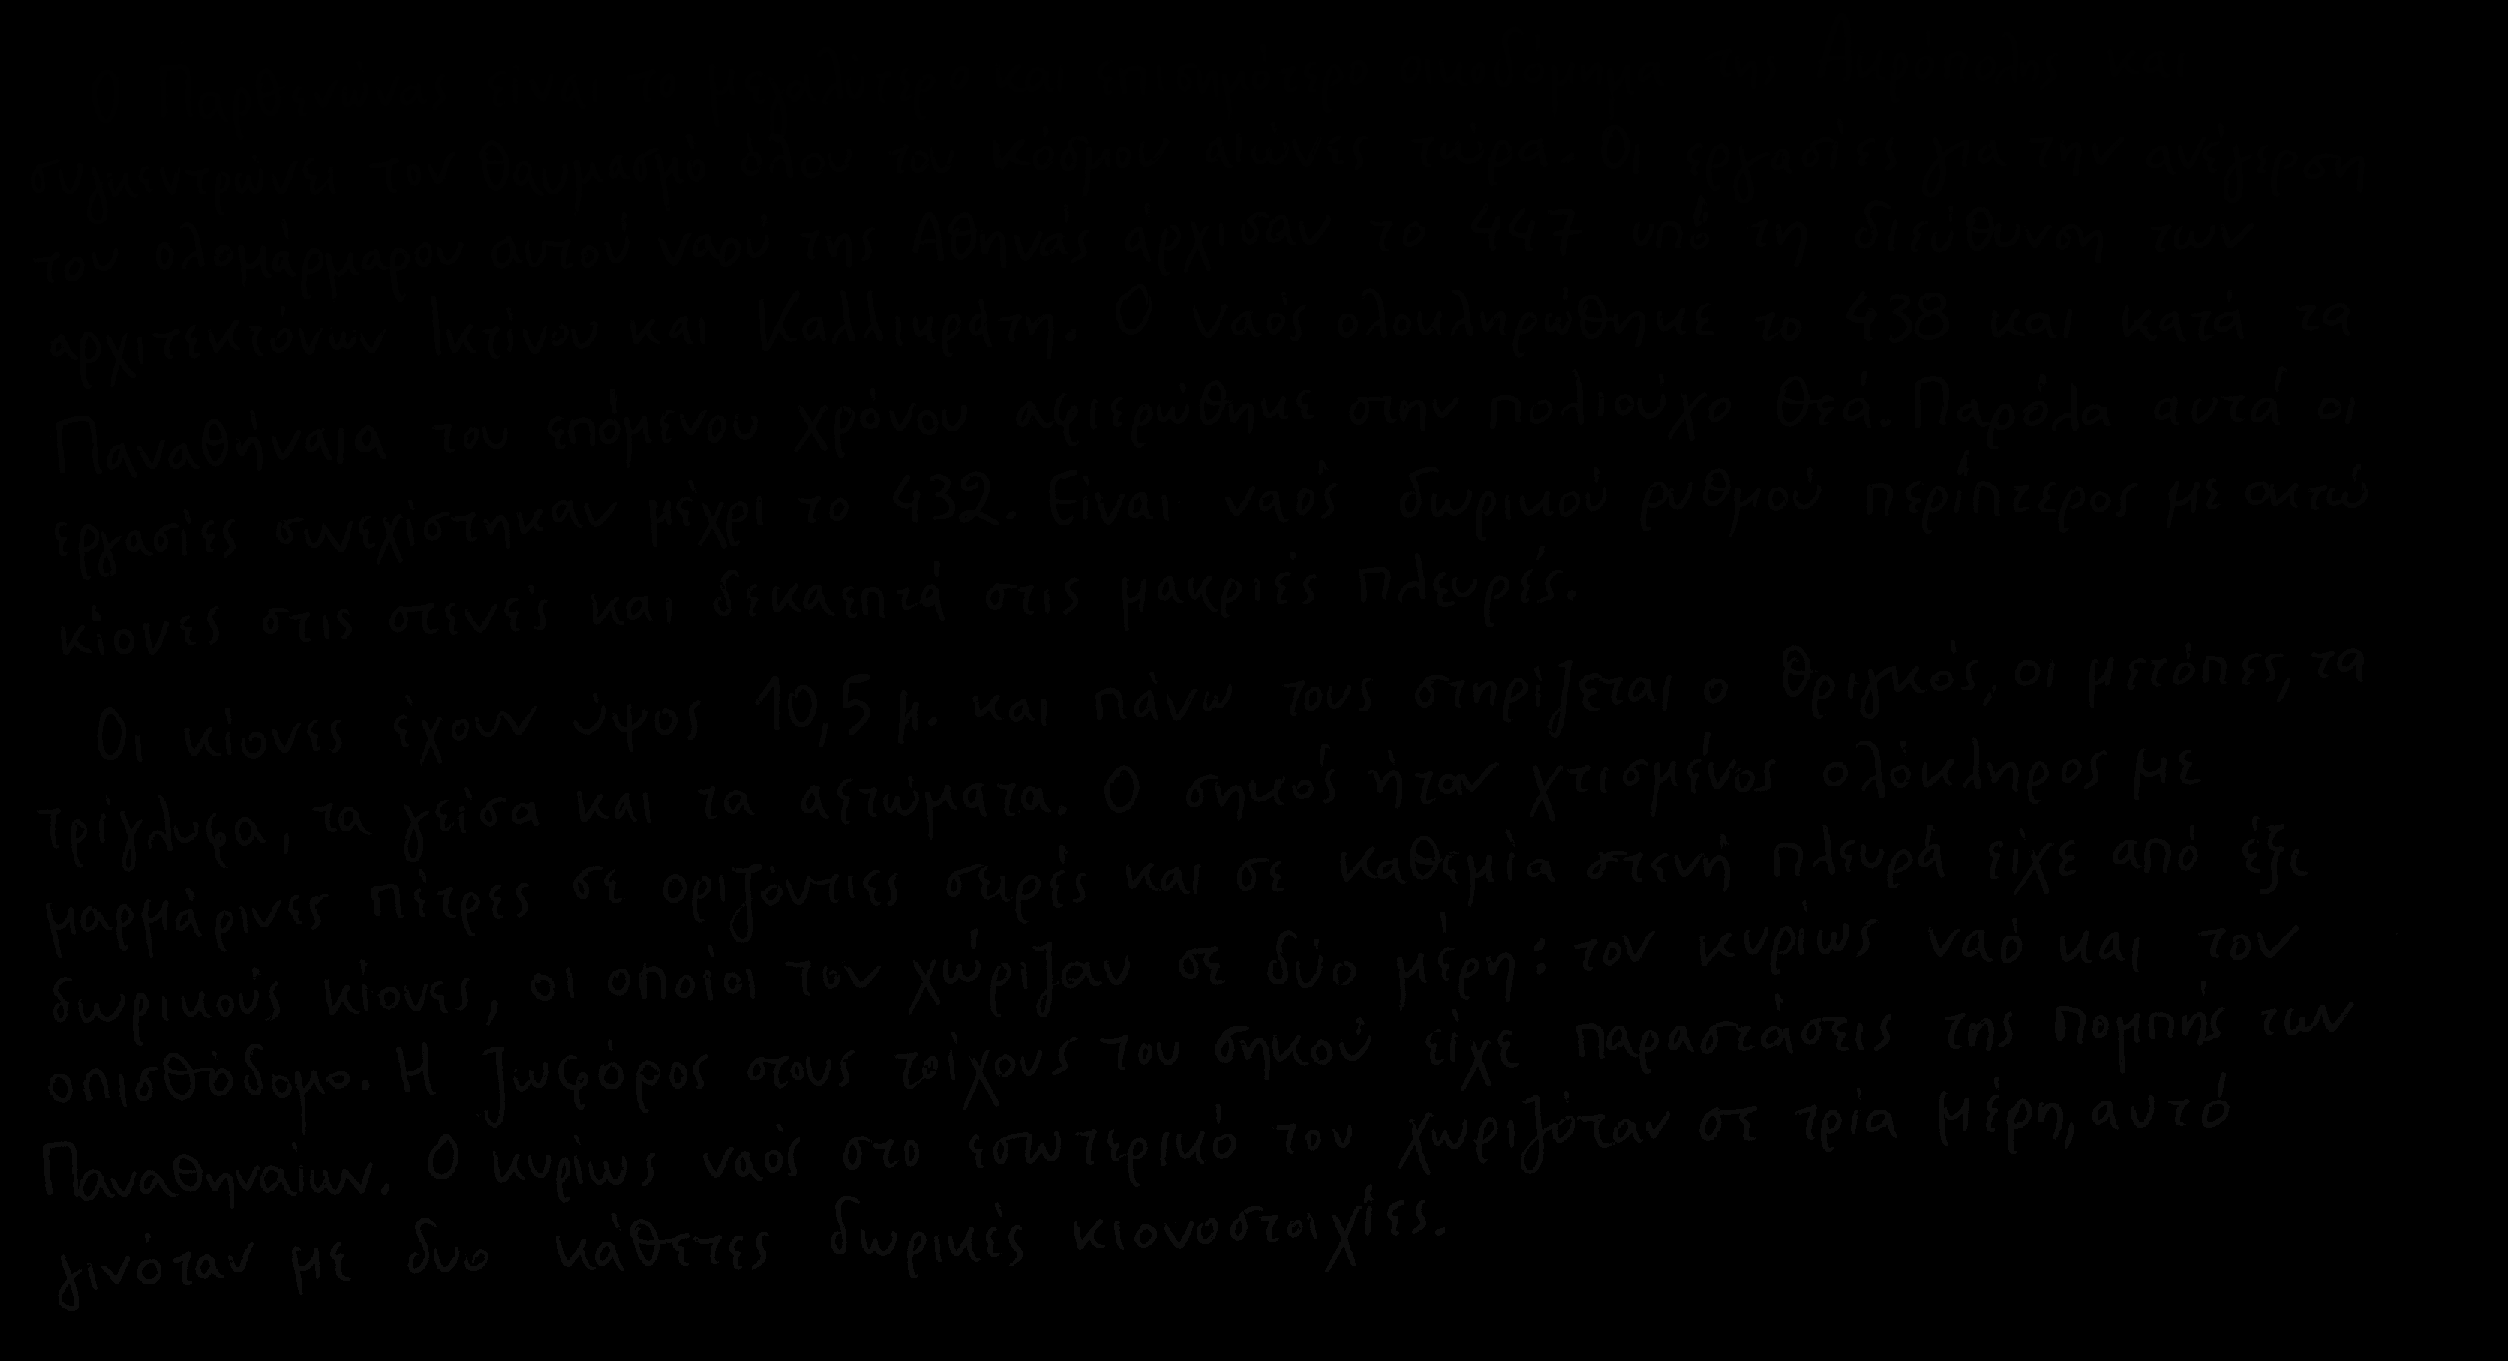 Ο Παρθενώνας είναι το μεγαλύτερο και επισημότερο οικοδόμημα της Ακρόπολης και
συγκεντρώνει τον θαυμασμό όλου του κόσμου αιώνες τώρα. Οι εργασίες για την ανέγερση
του ολομάρμαρου αυτού ναού της Αθηνάς άρχισαν το 447 υπό τη διεύθυνση των
αρχιτεκτόνων Ικτίνου και Καλλικράτη. Ο ναός ολοκληρώθηκε το 438 και κατά τα
Παναθήναια του επόμενου χρόνου αφιερώθηκε στην πολιούχο θεά. Παρόλα αυτά οι
εργασίες συνεχίστηκαν μέχρι το 432. Είναι ναός δωρικού ρυθμού περίπτερος με οκτώ
κίονες στις στενές και δεκαεπτά στις μακριές πλευρές.
Οι κίονες έχουν ύψος 10,5 μ. και πάνω τους στηρίζεται ο θριγκός, οι μετόπες, τα
τρίγλυφα, τα γείσα και τα αετώματα. Ο σηκός ήταν χτισμένος ολόκληρος με
μαρμάρινες πέτρες σε οριζόντιες σειρές και σε καθεμία στενή πλευρά είχε από έξι
δωρικούς κίονες, οι οποίοι τον χώριζαν σε δύο μέρη: τον κυρίως ναό και τον
οπισθόδομο. Η ζωφόρος στους τοίχους του σηκού είχε παραστάσεις της πομπής των
Παναθηναίων. Ο κυρίως ναός στο εσωτερικό του χωριζόταν σε τρία μέρη, αυτό
γινόταν με δυο κάθετες δωρικές κιονοστοιχίες.